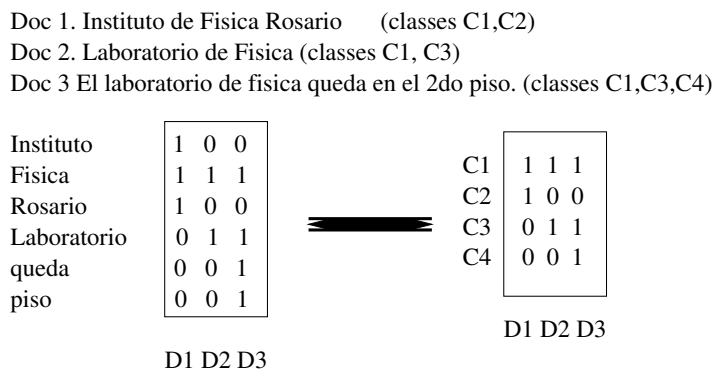 Doc 1. Instituto de Fisica Rosario (classes C1,C2)
Doc 2. Laboratorio de Fisica (classes C1, C3)
Doc 3 El laboratorio de fisica queda en el 2do piso. (classes C1,C3,C4)
Instituto 1 0 0
Fisica 1 1 1
Rosario 1 0 0
Laboratorio 0 1 1
queda 0 0 1
piso 0 0 1
D1 D2 D3
C1 1 1 1
C2 1 0 0
C3 0 1 1
C4 0 0 1
D1 D2 D3